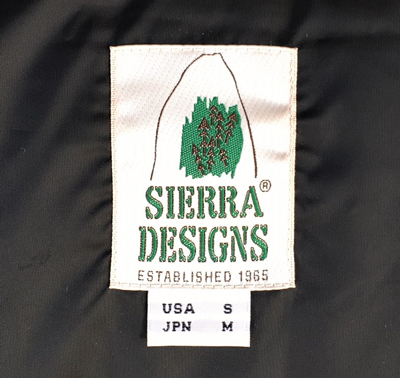 SIERRA®
DESIGNS
ESTABLISHED 1965
USA S
JPN M